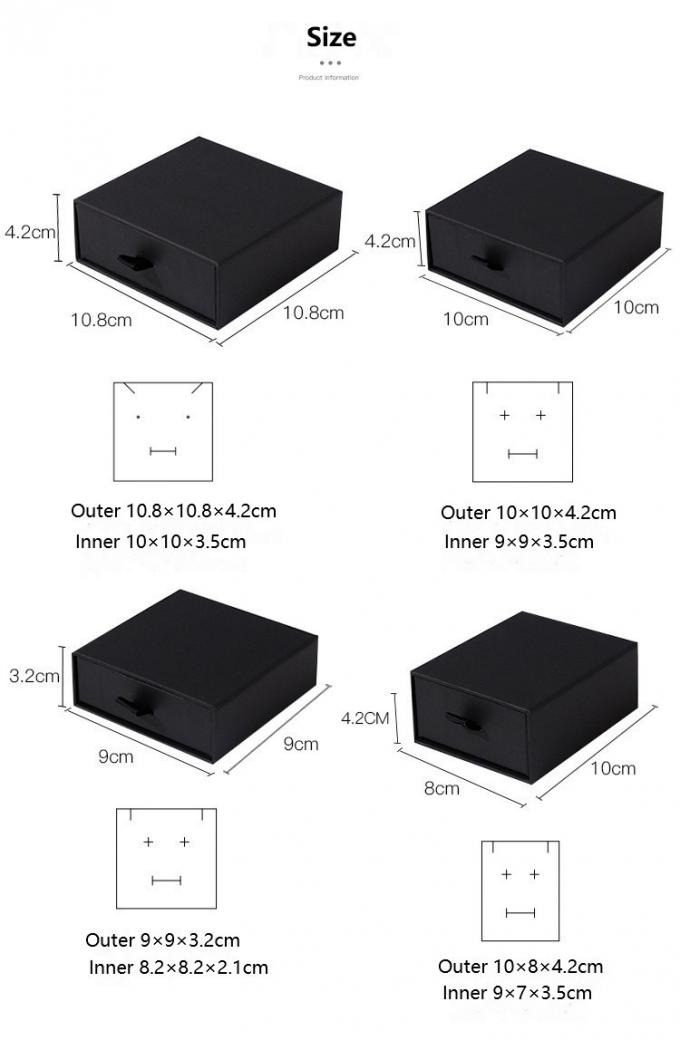 Size
Product Information
4.2cm
10.8cm
10.8cm
4.2cm
10cm
10cm
Outer 10.8×10.8×4.2cm
Inner 10×10×3.5cm
Outer 10×10×4.2cm
Inner 9×9×3.5cm
3.2cm
9cm
9cm
4.2CM
8cm
10cm
Outer 9×9×3.2cm
Inner 8.2×8.2×2.1cm
Outer 10×8×4.2cm
Inner 9×7×3.5cm